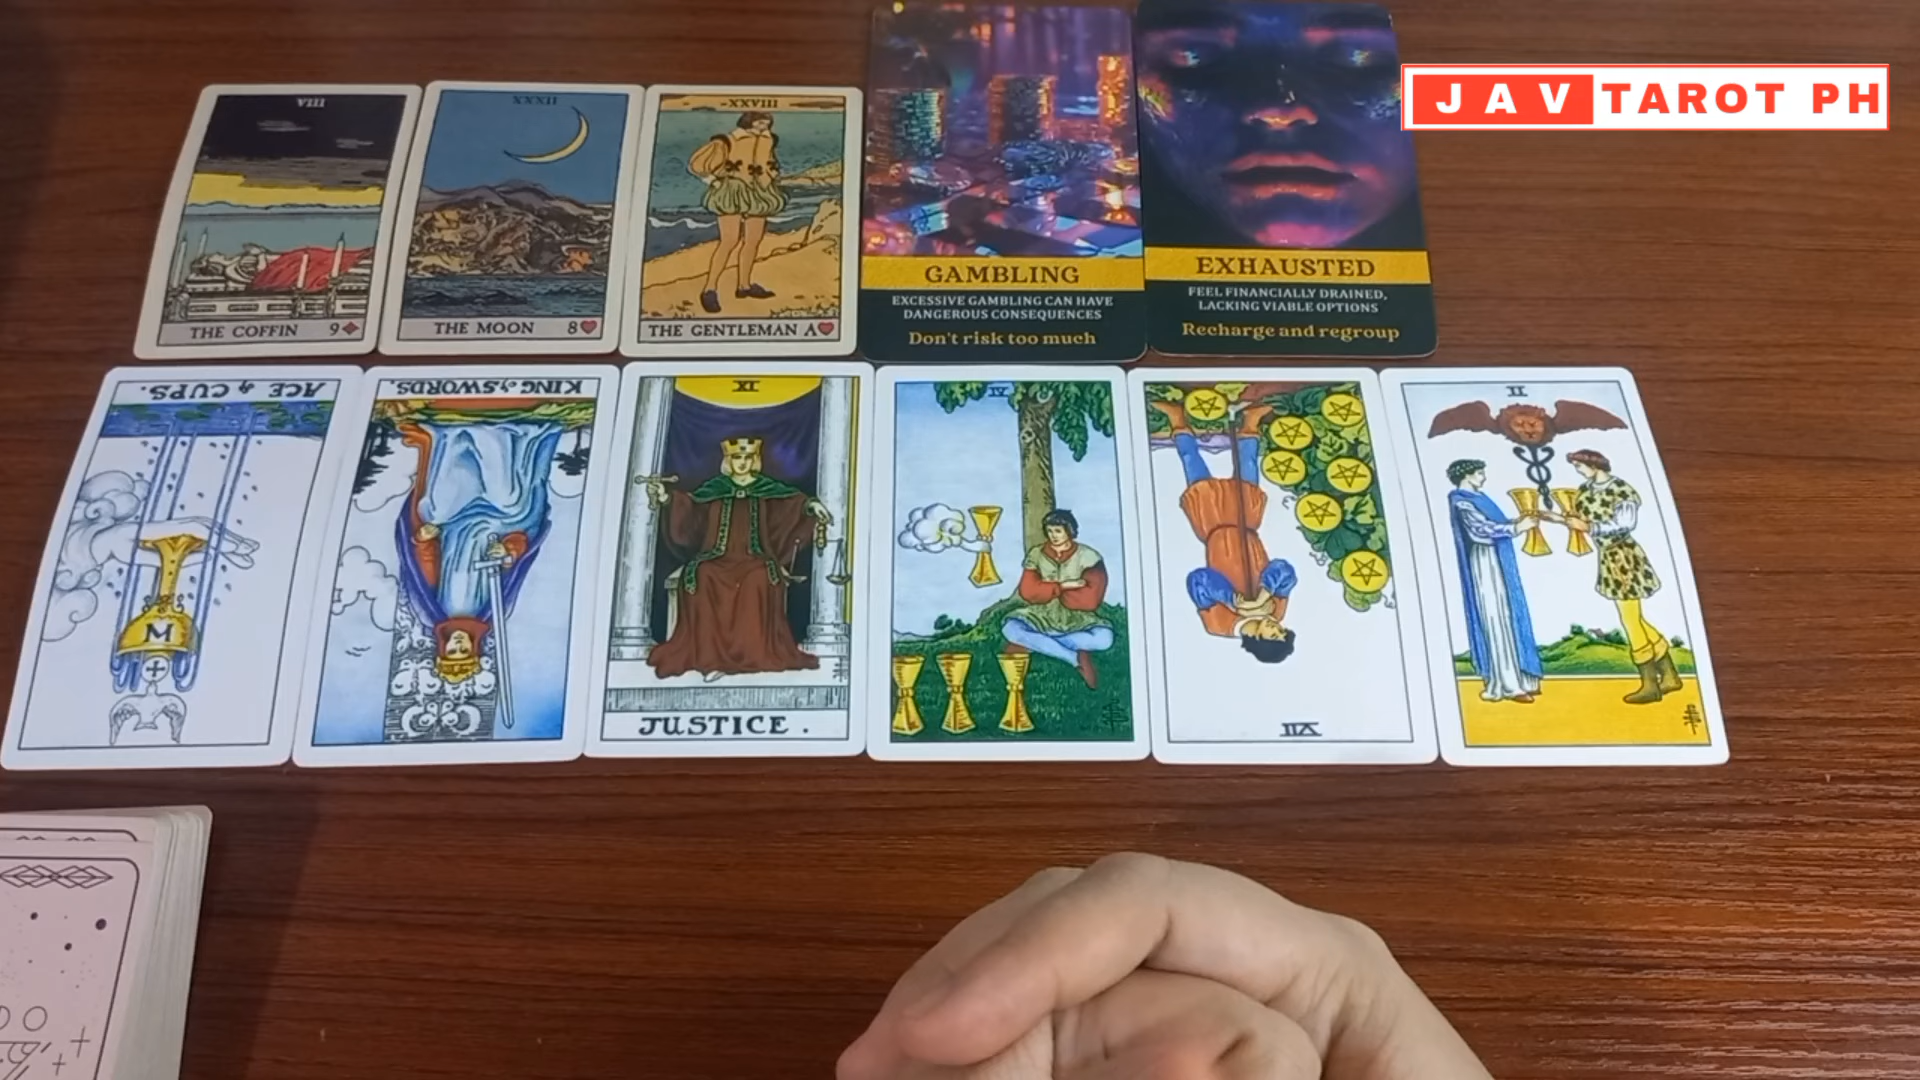 JAV TAROT PH
VIII
THE COFFIN 9
XXXII
THE MOON 8
XXVIII
THE GENTLEMAN A
GAMBLING
EXCESSIVE GAMBLING CAN HAVE
DANGEROUS CONSEQUENCES
Don't risk too much
EXHAUSTED
FEEL FINANCIALLY DRAINED,
LACKING VIABLE OPTIONS
Recharge and regroup
ACE of CUPS.
M
KING of SWORDS.
XI
JUSTICE.
IV
VII
II